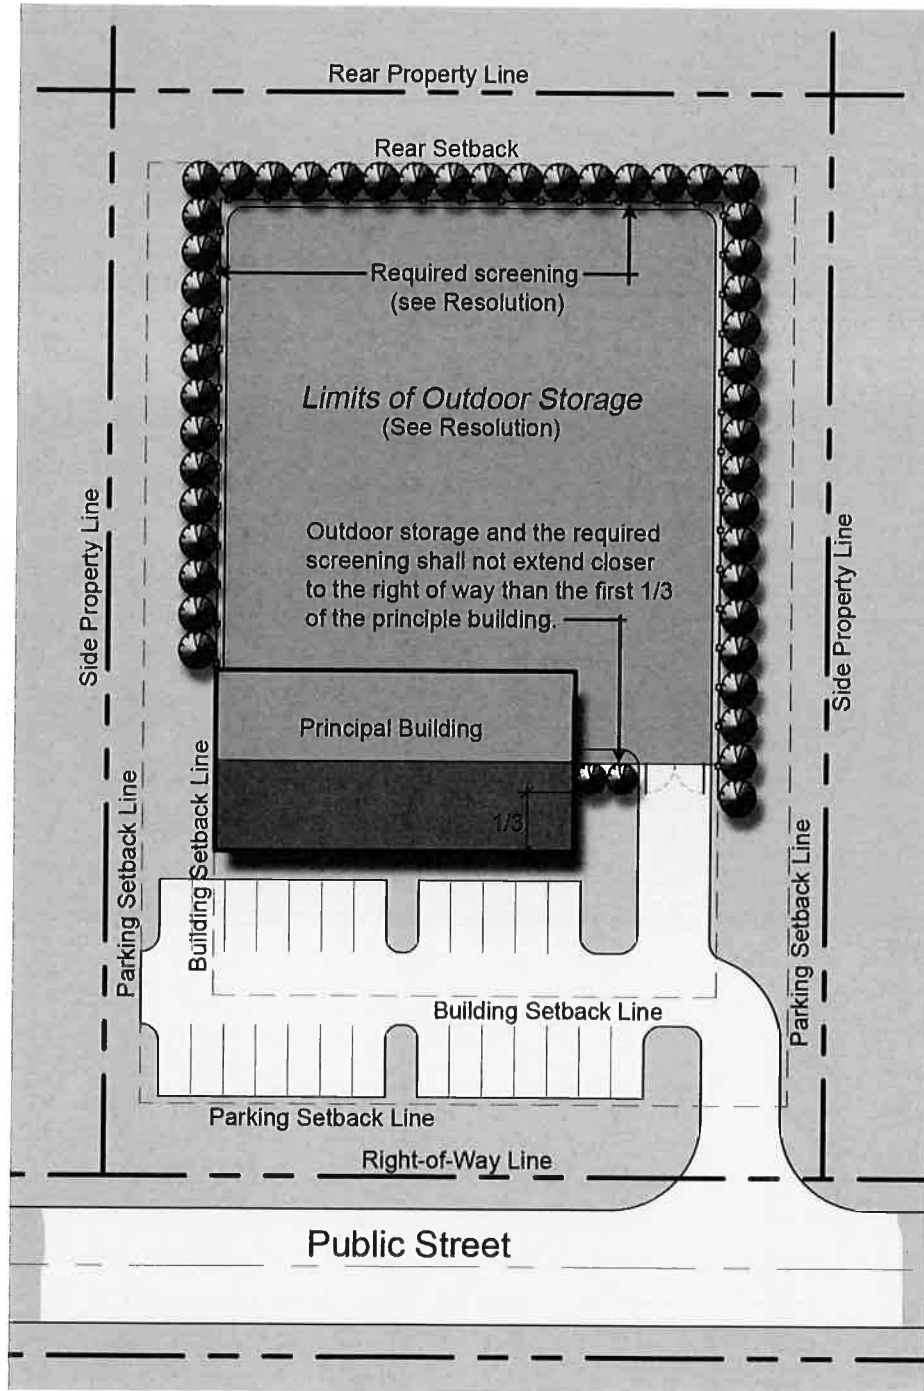 Rear Property Line
Rear Setback
Required screening
(see Resolution)
Limits of Outdoor Storage
(See Resolution)
Outdoor storage and the required
screening shall not extend closer
to the right of way than the first 1/3
of the principle building.
Side Property Line
Side Property Line
Principal Building
1/3
Parking Setback Line
Building Setback Line
Parking Setback Line
Building Setback Line
Parking Setback Line
Right-of-Way Line
Public Street